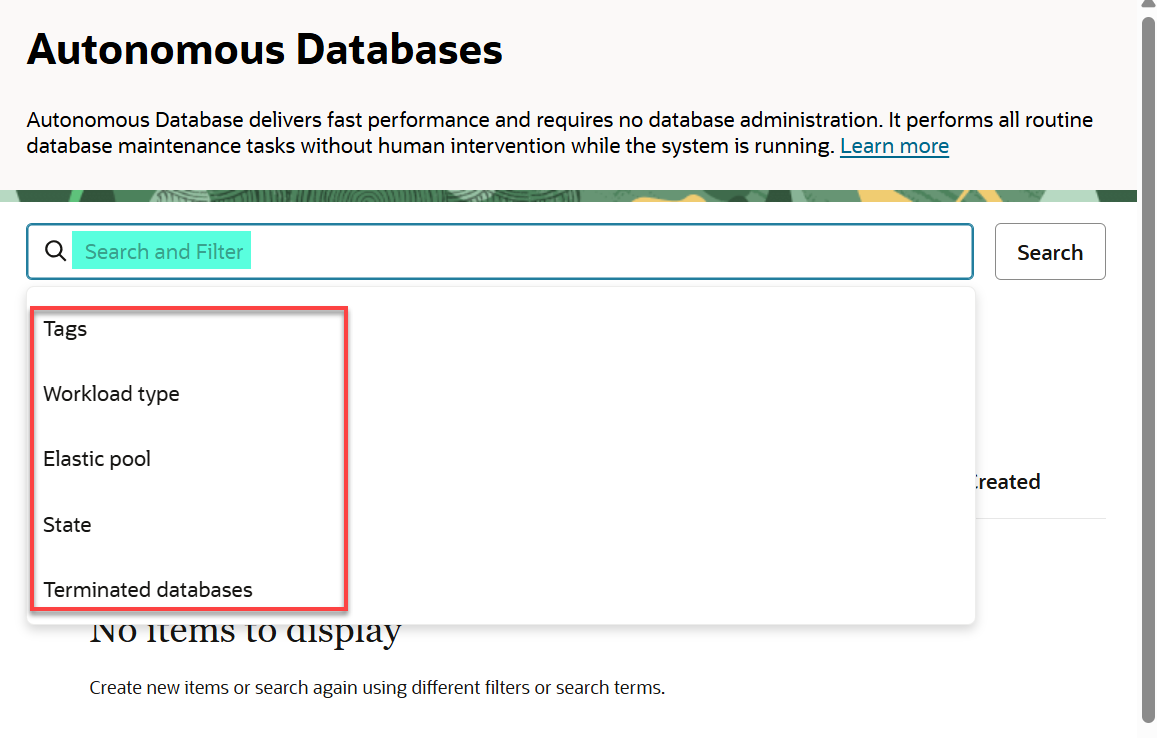 Autonomous Databases
Autonomous Database delivers fast performance and requires no database administration. It performs all routine
database maintenance tasks without human intervention while the system is running. Learn more
Search and Filter
Search
Tags
Workload type
Elastic pool
State
Terminated databases
Created
No items to display
Create new items or search again using different filters or search terms.